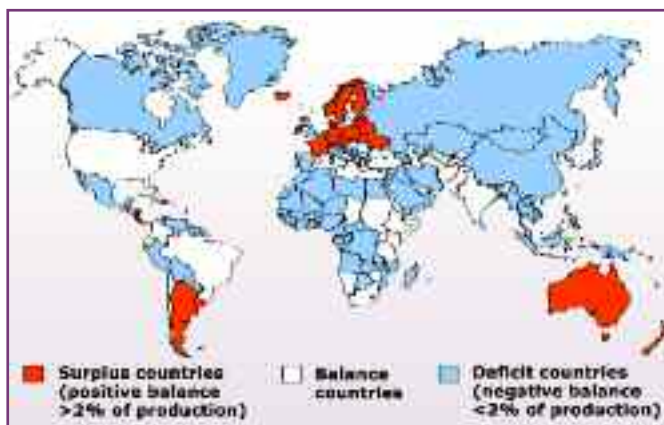 Surplus countries
(positive balance
>2% of production)
Balance
countries
Deficit countries
(negative balance
<2% of production)